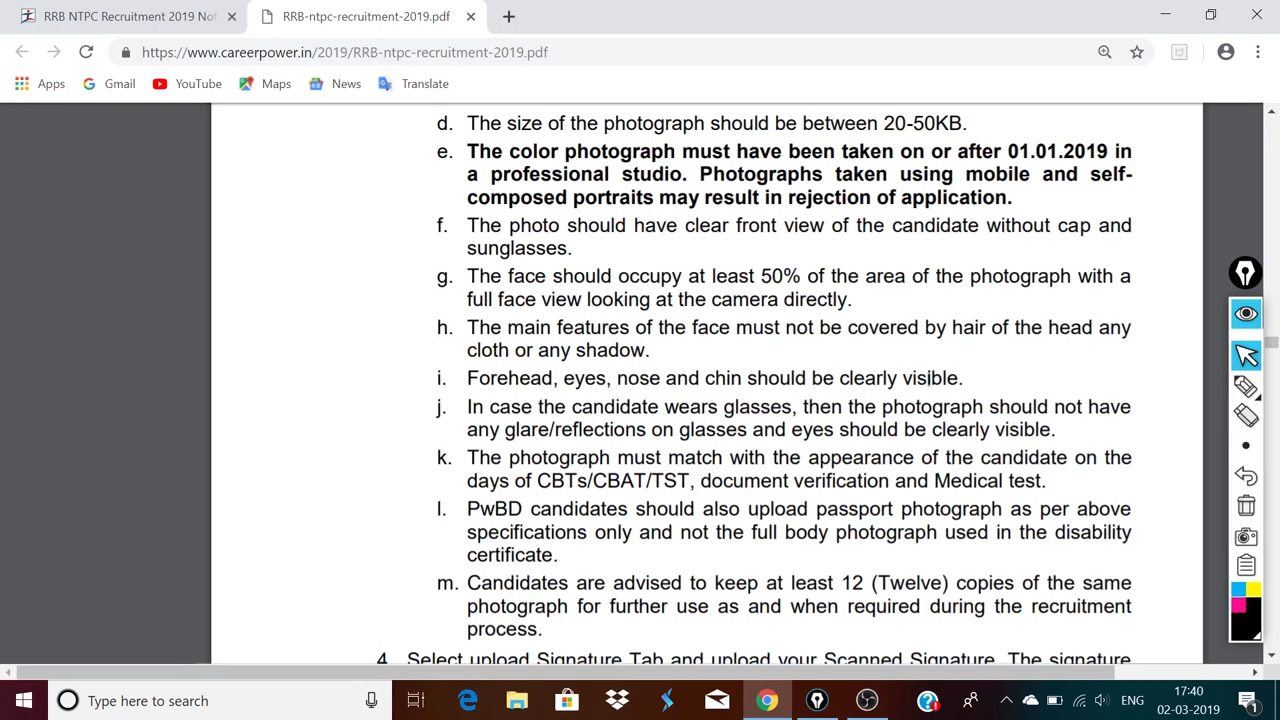 RRB NTPC Recruitment 2019 Not
RRB-ntpc-recruitment-2019.pdf
https://www.careerpower.in/2019/RRB-ntpc-recruitment-2019.pdf
Apps Gmail YouTube Maps News Translate
d. The size of the photograph should be between 20-50KB.
e. The color photograph must have been taken on or after 01.01.2019 in
a professional studio. Photographs taken using mobile and self-
composed portraits may result in rejection of application.
f. The photo should have clear front view of the candidate without cap and
sunglasses.
g. The face should occupy at least 50% of the area of the photograph with a
full face view looking at the camera directly.
h. The main features of the face must not be covered by hair of the head any
cloth or any shadow.
i. Forehead, eyes, nose and chin should be clearly visible.
j. In case the candidate wears glasses, then the photograph should not have
any glare/reflections on glasses and eyes should be clearly visible.
k. The photograph must match with the appearance of the candidate on the
days of CBTs/CBAT/TST, document verification and Medical test.
l. PwBD candidates should also upload passport photograph as per above
specifications only and not the full body photograph used in the disability
certificate.
m. Candidates are advised to keep at least 12 (Twelve) copies of the same
photograph for further use as and when required during the recruitment
process.
4. Select upload Signature Tab and upload your Scanned Signature. The signature
Type here to search
ENG
17:40
02-03-2019
1